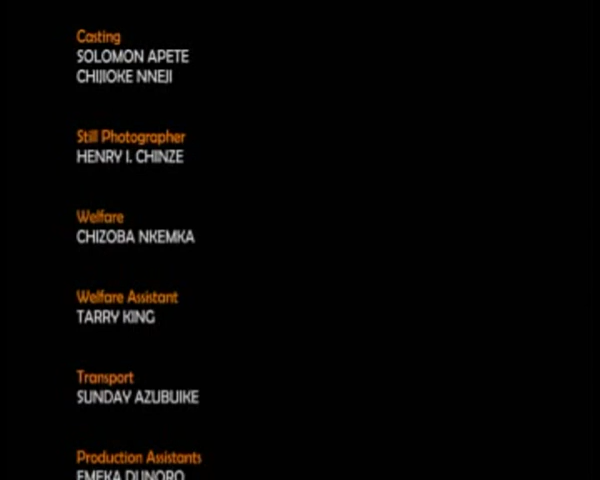 Casting
SOLOMON APETE
CHIJIOKE NNEJI
Still Photographer
HENRY I. CHINZE
Welfare
CHIZOBA NKEMKA
Welfare Assistant
TARRY KING
Transport
SUNDAY AZUBUIKE
Production Assistants
EMEKA